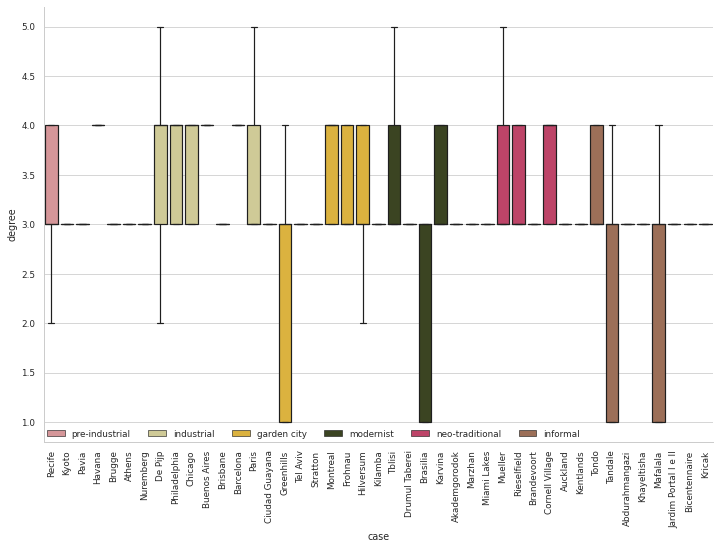 5.0
4.5
4.0
3.5
3.0
2.5
2.0
1.5
1.0
degree
pre-industrial industrial garden city modernist neo-traditional informal
Recife
Kyoto
Pavia
Havana
Brugge
Athens
Nuremberg
De Pijp
Philadelphia
Chicago
Buenos Aires
Brisbane
Barcelona
Paris
Ciudad Guayana
Greenhills
Tel Aviv
Stratton
Montreal
Frohnau
Hilversum
Kilamba
Tbilisi
Drumul Taberei
Brasilia
Karvina
Akademgorodok
Marzhan
Miami Lakes
Mueller
Rieselfield
Brandevoort
Cornell Village
Auckland
Kentlands
Tondo
Tandale
Abdurahmangazi
Khayeltisha
Mafalala
Jardim Portal I e II
Bicentennaire
Kricak
case